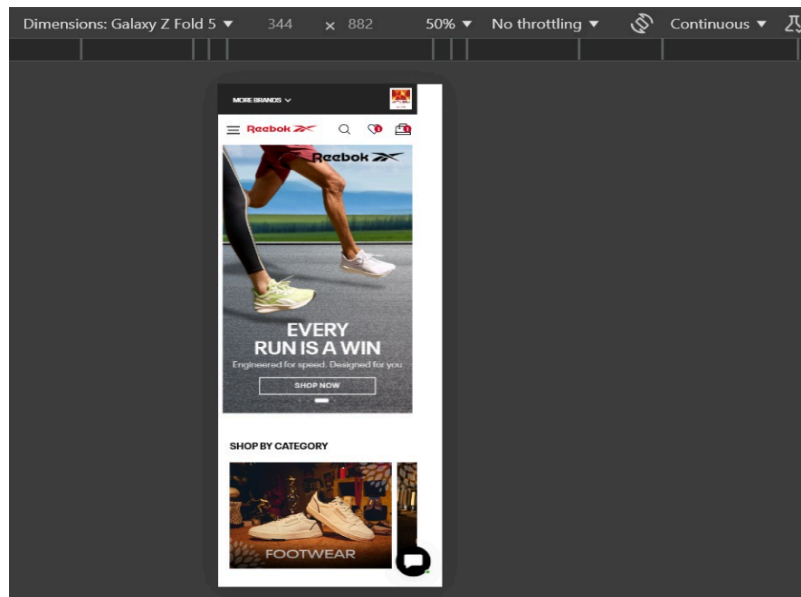 Dimensions: Galaxy Z Fold 5 ▼ 344 × 882 50% ▼ No throttling ▼ Continuous ▼
MORE BRANDS
Reebok
Reebok
EVERY
RUN IS A WIN
Engineered for speed. Designed for you
SHOP NOW
SHOP BY CATEGORY
FOOTWEAR